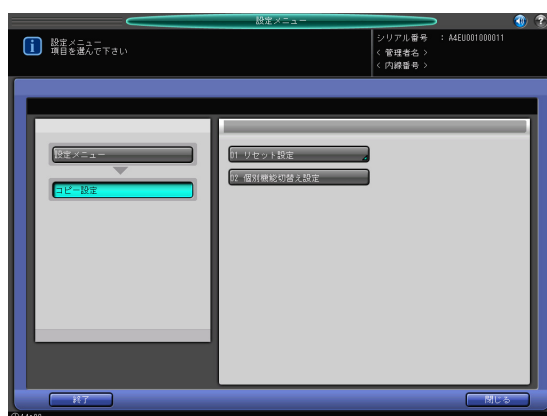 設定メニュー
設定メニュー
項目を選んで下さい
シリアル番号 : A4EU001000011
< 管理者名 >
< 内線番号 >
設定メニュー
コピー設定
01 リセット設定
02 個別機能切替え設定
終了
閉じる